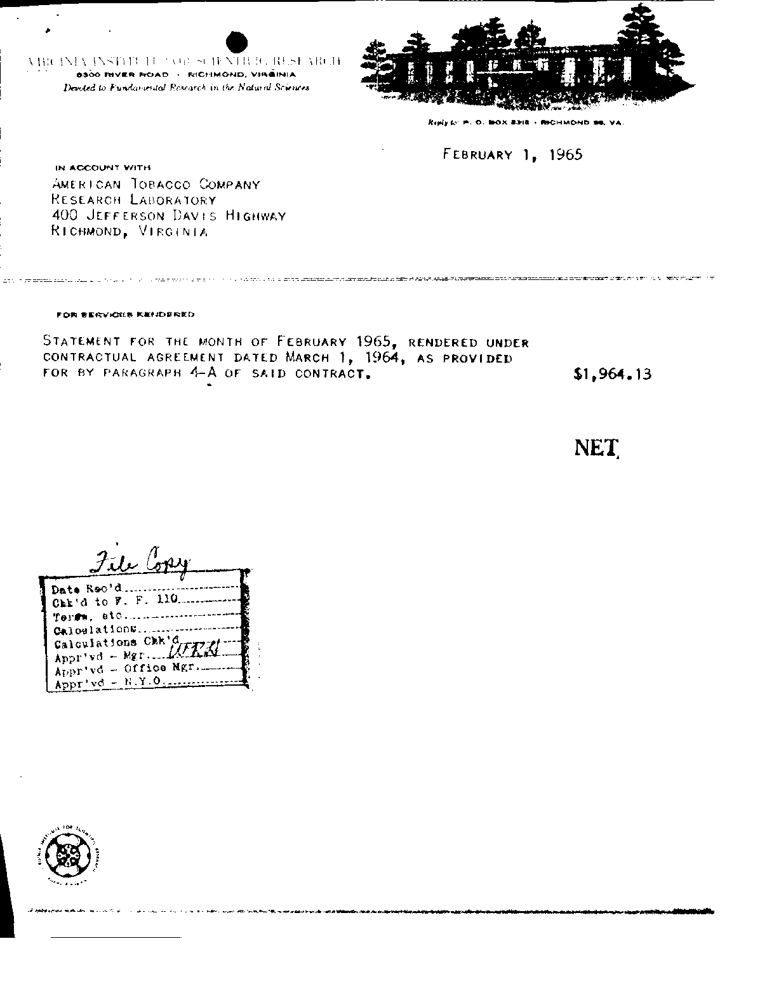 VIRGINIA INSTITUTE FOR SCIENTIFIC RESEARCH
6300 RIVER ROAD · RICHMOND, VIRGINIA
Devoted to Fundamental Research in the Natural Sciences
Reply to: P. O. BOX RICHMOND VA.
FEBRUARY 1, 1965
IN ACCOUNT WITH
AMERICAN TOBACCO COMPANY
RESEARCH LABORATORY
400 JEFFERSON DAVIS HIGHWAY
RICHMOND, VIRGINIA
FOR SERVICES RENDERED
STATEMENT FOR THE MONTH OF FEBRUARY 1965, RENDERED UNDER
CONTRACTUAL AGREEMENT DATED MARCH 1, 1964, AS PROVIDED
FOR BY PARAGRAPH 4-A OF SAID CONTRACT. $1,964.13
NET
File Copy
Date Rec'd
Chk'd to F. F. 110
Terms, etc
Calculations
Calculations Chk'd
Appr'vd - Mgr.
Appr'vd - Office Mgr.
Appr'vd - N.Y.O.